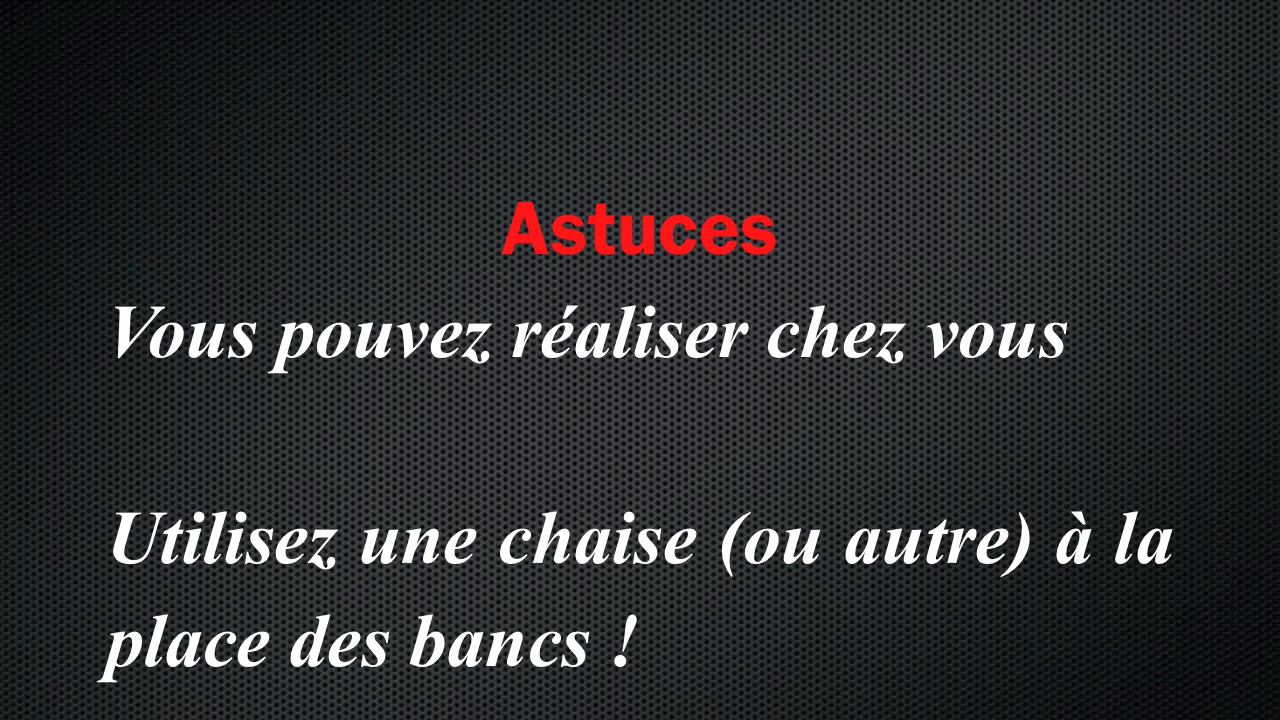 Astuces
Vous pouvez réaliser chez vous
Utilisez une chaise (ou autre) à la
place des bancs !